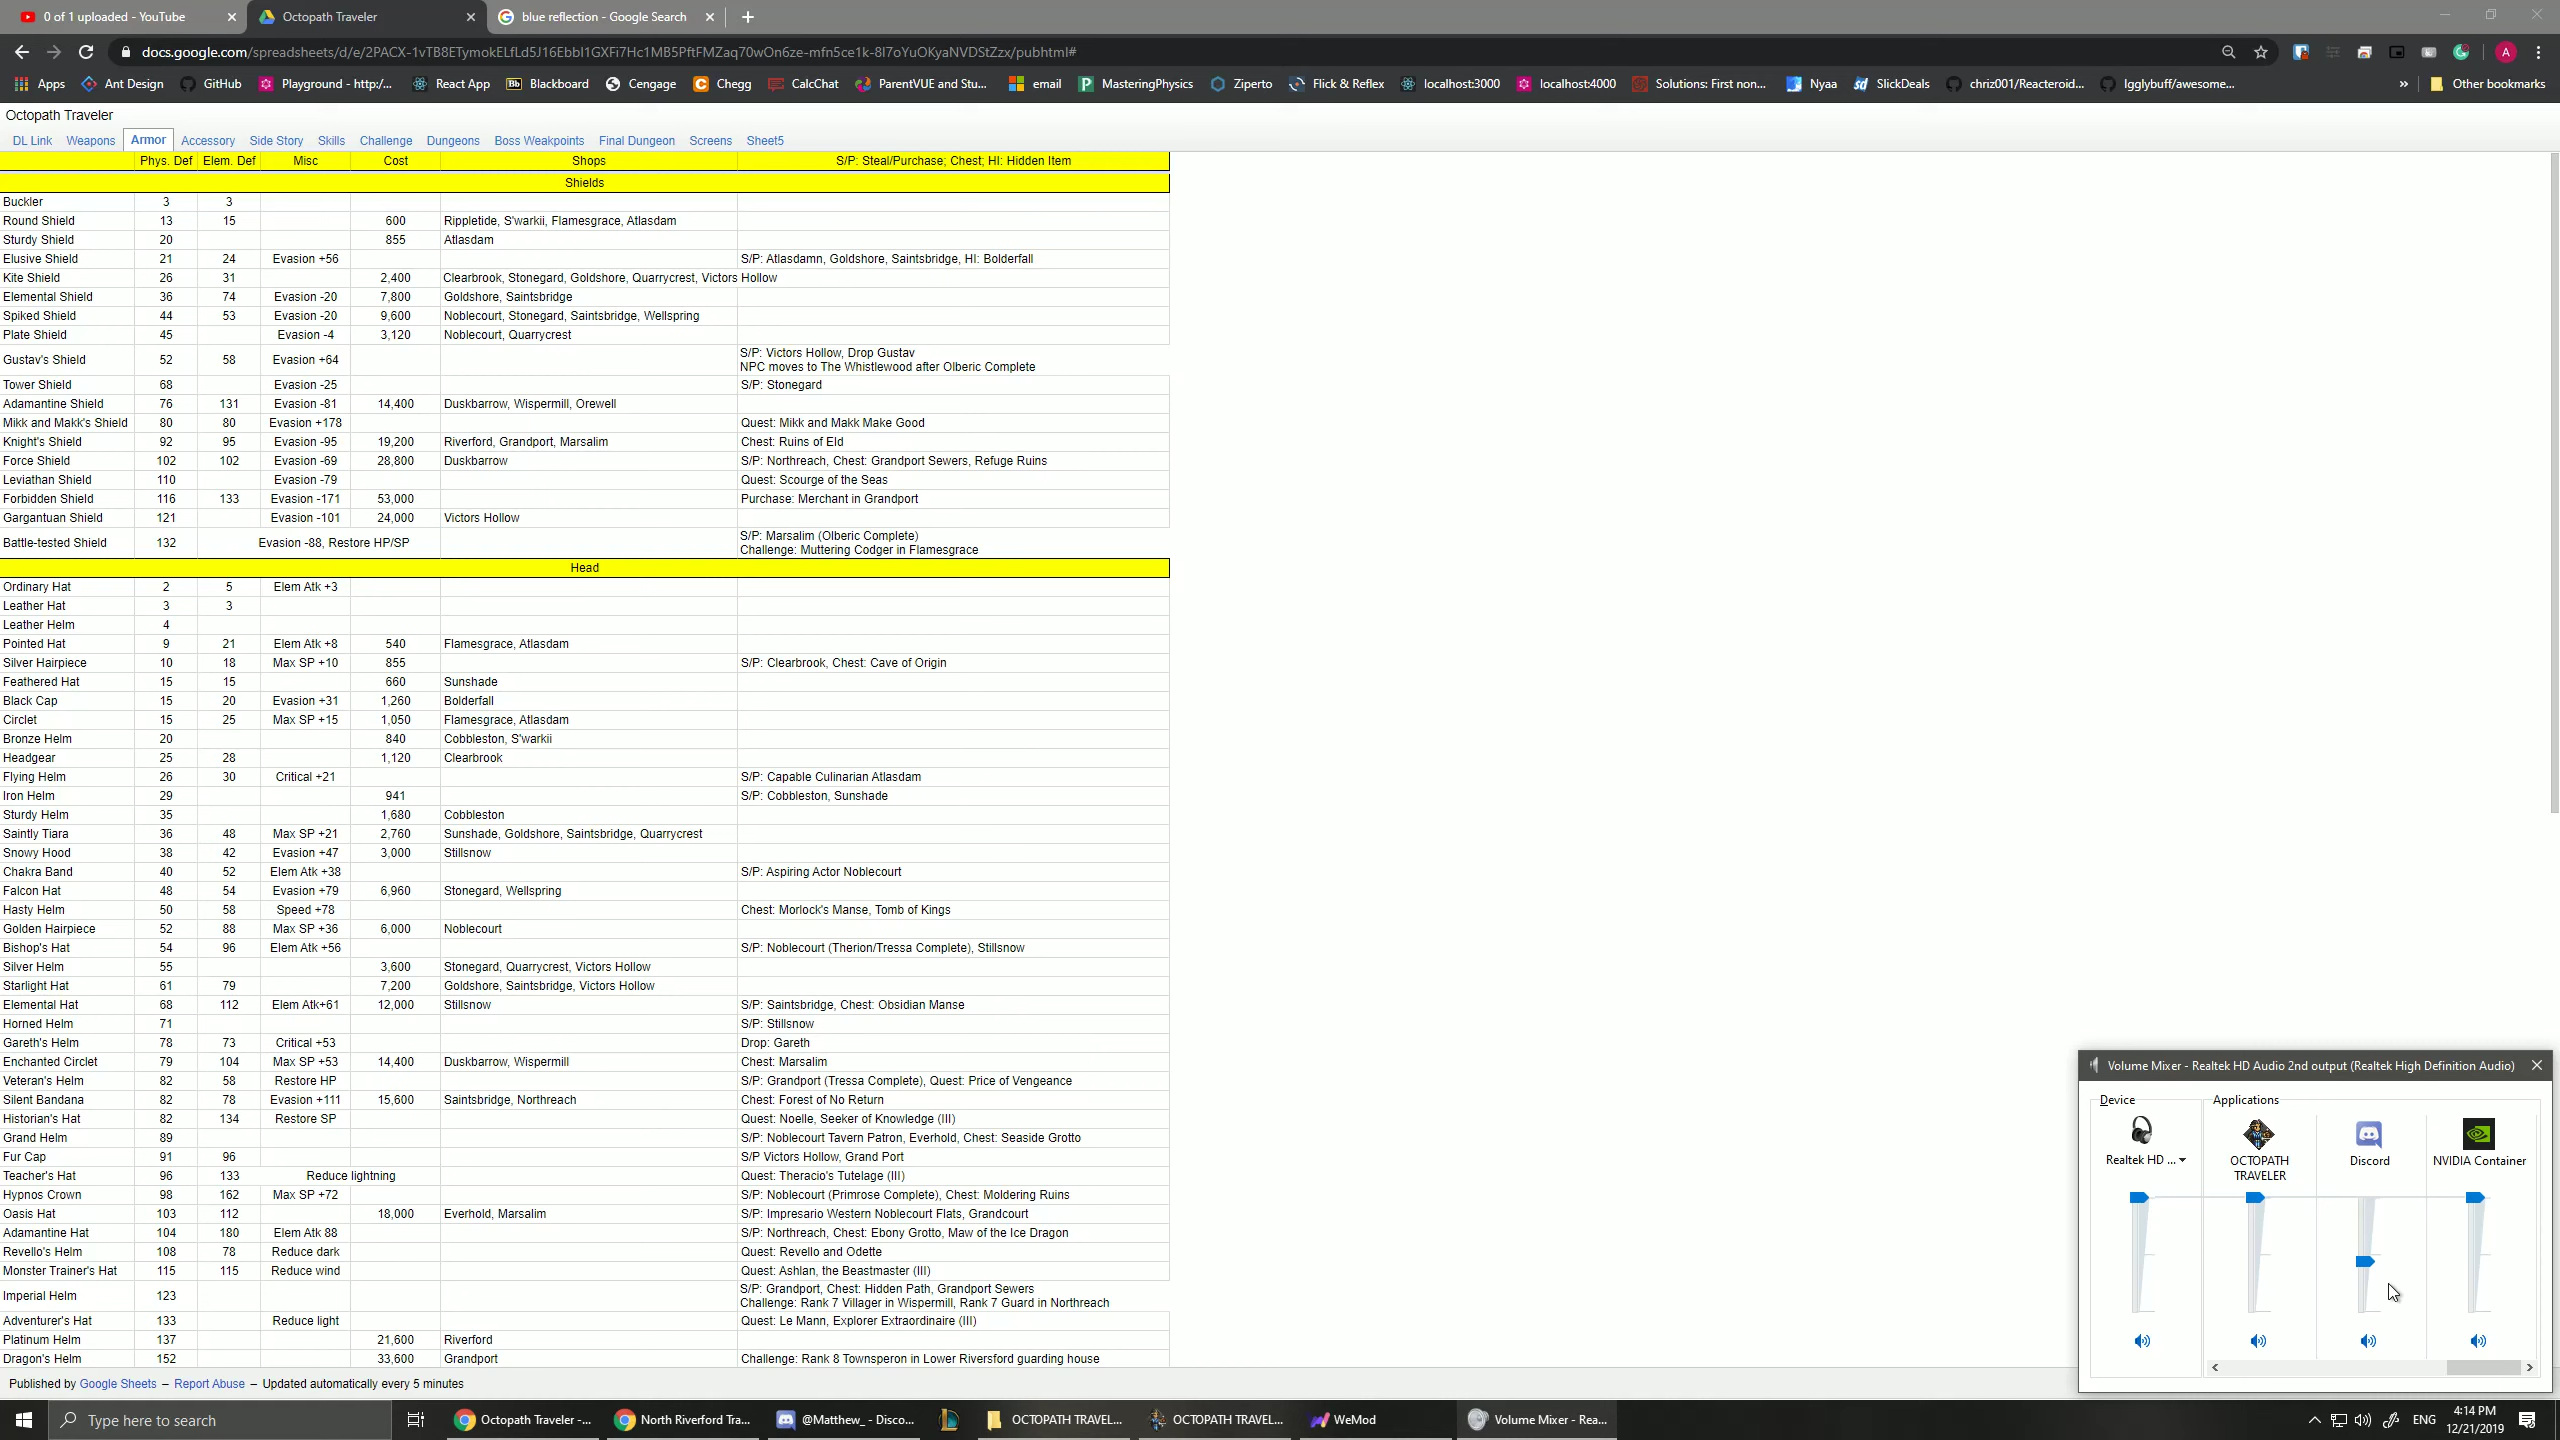 0 of 1 uploaded - YouTube
Octopath Traveler
blue reflection - Google Search
docs.google.com/spreadsheets/d/e/2PACX-1vTB8ETymokELfLd5J16EbbI1GXFi7Hc1MB5PftFMZaq70wOn6ze-mfn5ce1k-8I7oYuOKyaNVDStZzx/pubhtml#
A
Apps Ant Design GitHub Playground - http:/... React App Bb Blackboard Cengage Chegg CalcChat ParentVUE and Stu... email MasteringPhysics Ziperto Flick & Reflex localhost:3000 localhost:4000 Solutions: First non... Nyaa SlickDeals chriz001/Reacteroid... Igglybuff/awesome... » Other bookmarks
Octopath Traveler
DL Link Weapons Armor Accessory Side Story Skills Challenge Dungeons Boss Weakpoints Final Dungeon Screens Sheet5
Phys. Def Elem. Def Misc Cost Shops S/P: Steal/Purchase; Chest; HI: Hidden Item
Shields
Buckler 3 3
Round Shield 13 15 600 Rippletide, S'warkii, Flamesgrace, Atlasdam
Sturdy Shield 20 855 Atlasdam
Elusive Shield 21 24 Evasion +56 S/P: Atlasdamn, Goldshore, Saintsbridge, HI: Bolderfall
Kite Shield 26 31 2,400 Clearbrook, Stonegard, Goldshore, Quarrycrest, Victors Hollow
Elemental Shield 36 74 Evasion -20 7,800 Goldshore, Saintsbridge
Spiked Shield 44 53 Evasion -20 9,600 Noblecourt, Stonegard, Saintsbridge, Wellspring
Plate Shield 45 Evasion -4 3,120 Noblecourt, Quarrycrest
Gustav's Shield 52 58 Evasion +64 S/P: Victors Hollow, Drop Gustav
NPC moves to The Whistlewood after Olberic Complete
Tower Shield 68 Evasion -25 S/P: Stonegard
Adamantine Shield 76 131 Evasion -81 14,400 Duskbarrow, Wispermill, Orewell
Mikk and Makk's Shield 80 80 Evasion +178 Quest: Mikk and Makk Make Good
Knight's Shield 92 95 Evasion -95 19,200 Riverford, Grandport, Marsalim Chest: Ruins of Eld
Force Shield 102 102 Evasion -69 28,800 Duskbarrow S/P: Northreach, Chest: Grandport Sewers, Refuge Ruins
Leviathan Shield 110 Evasion -79 Quest: Scourge of the Seas
Forbidden Shield 116 133 Evasion -171 53,000 Purchase: Merchant in Grandport
Gargantuan Shield 121 Evasion -101 24,000 Victors Hollow
Battle-tested Shield 132 Evasion -88, Restore HP/SP S/P: Marsalim (Olberic Complete)
Challenge: Muttering Codger in Flamesgrace
Head
Ordinary Hat 2 5 Elem Atk +3
Leather Hat 3 3
Leather Helm 4
Pointed Hat 9 21 Elem Atk +8 540 Flamesgrace, Atlasdam
Silver Hairpiece 10 18 Max SP +10 855 S/P: Clearbrook, Chest: Cave of Origin
Feathered Hat 15 15 660 Sunshade
Black Cap 15 20 Evasion +31 1,260 Bolderfall
Circlet 15 25 Max SP +15 1,050 Flamesgrace, Atlasdam
Bronze Helm 20 840 Cobbleston, S'warkii
Headgear 25 28 1,120 Clearbrook
Flying Helm 26 30 Critical +21 S/P: Capable Culinarian Atlasdam
Iron Helm 29 941 S/P: Cobbleston, Sunshade
Sturdy Helm 35 1,680 Cobbleston
Saintly Tiara 36 48 Max SP +21 2,760 Sunshade, Goldshore, Saintsbridge, Quarrycrest
Snowy Hood 38 42 Evasion +47 3,000 Stillsnow
Chakra Band 40 52 Elem Atk +38 S/P: Aspiring Actor Noblecourt
Falcon Hat 48 54 Evasion +79 6,960 Stonegard, Wellspring
Hasty Helm 50 58 Speed +78 Chest: Morlock's Manse, Tomb of Kings
Golden Hairpiece 52 88 Max SP +36 6,000 Noblecourt
Bishop's Hat 54 96 Elem Atk +56 S/P: Noblecourt (Therion/Tressa Complete), Stillsnow
Silver Helm 55 3,600 Stonegard, Quarrycrest, Victors Hollow
Starlight Hat 61 79 7,200 Goldshore, Saintsbridge, Victors Hollow
Elemental Hat 68 112 Elem Atk+61 12,000 Stillsnow S/P: Saintsbridge, Chest: Obsidian Manse
Horned Helm 71 S/P: Stillsnow
Gareth's Helm 78 73 Critical +53 Drop: Gareth
Enchanted Circlet 79 104 Max SP +53 14,400 Duskbarrow, Wispermill Chest: Marsalim
Veteran's Helm 82 58 Restore HP S/P: Grandport (Tressa Complete), Quest: Price of Vengeance
Silent Bandana 82 78 Evasion +111 15,600 Saintsbridge, Northreach Chest: Forest of No Return
Historian's Hat 82 134 Restore SP Quest: Noelle, Seeker of Knowledge (III)
Grand Helm 89 S/P: Noblecourt Tavern Patron, Everhold, Chest: Seaside Grotto
Fur Cap 91 96 S/P Victors Hollow, Grand Port
Teacher's Hat 96 133 Reduce lightning Quest: Theracio's Tutelage (III)
Hypnos Crown 98 162 Max SP +72 S/P: Noblecourt (Primrose Complete), Chest: Moldering Ruins
Oasis Hat 103 112 18,000 Everhold, Marsalim S/P: Impresario Western Noblecourt Flats, Grandcourt
Adamantine Hat 104 180 Elem Atk 88 S/P: Northreach, Chest: Ebony Grotto, Maw of the Ice Dragon
Revello's Helm 108 78 Reduce dark Quest: Revello and Odette
Monster Trainer's Hat 115 115 Reduce wind Quest: Ashlan, the Beastmaster (III)
Imperial Helm 123 S/P: Grandport, Chest: Hidden Path, Grandport Sewers
Challenge: Rank 7 Villager in Wispermill, Rank 7 Guard in Northreach
Adventurer's Hat 133 Reduce light Quest: Le Mann, Explorer Extraordinaire (III)
Platinum Helm 137 21,600 Riverford
Dragon's Helm 152 33,600 Grandport Challenge: Rank 8 Townsperon in Lower Riversford guarding house
Published by Google Sheets – Report Abuse – Updated automatically every 5 minutes
Volume Mixer - Realtek HD Audio 2nd output (Realtek High Definition Audio)
Device Applications
Realtek HD ... OCTOPATH TRAVELER Discord NVIDIA Container
Type here to search
Octopath Traveler -... North Riverford Tra... @Matthew_ - Disco... OCTOPATH TRAVEL... OCTOPATH TRAVEL... WeMod Volume Mixer - Rea...
ENG
4:14 PM
12/21/2019